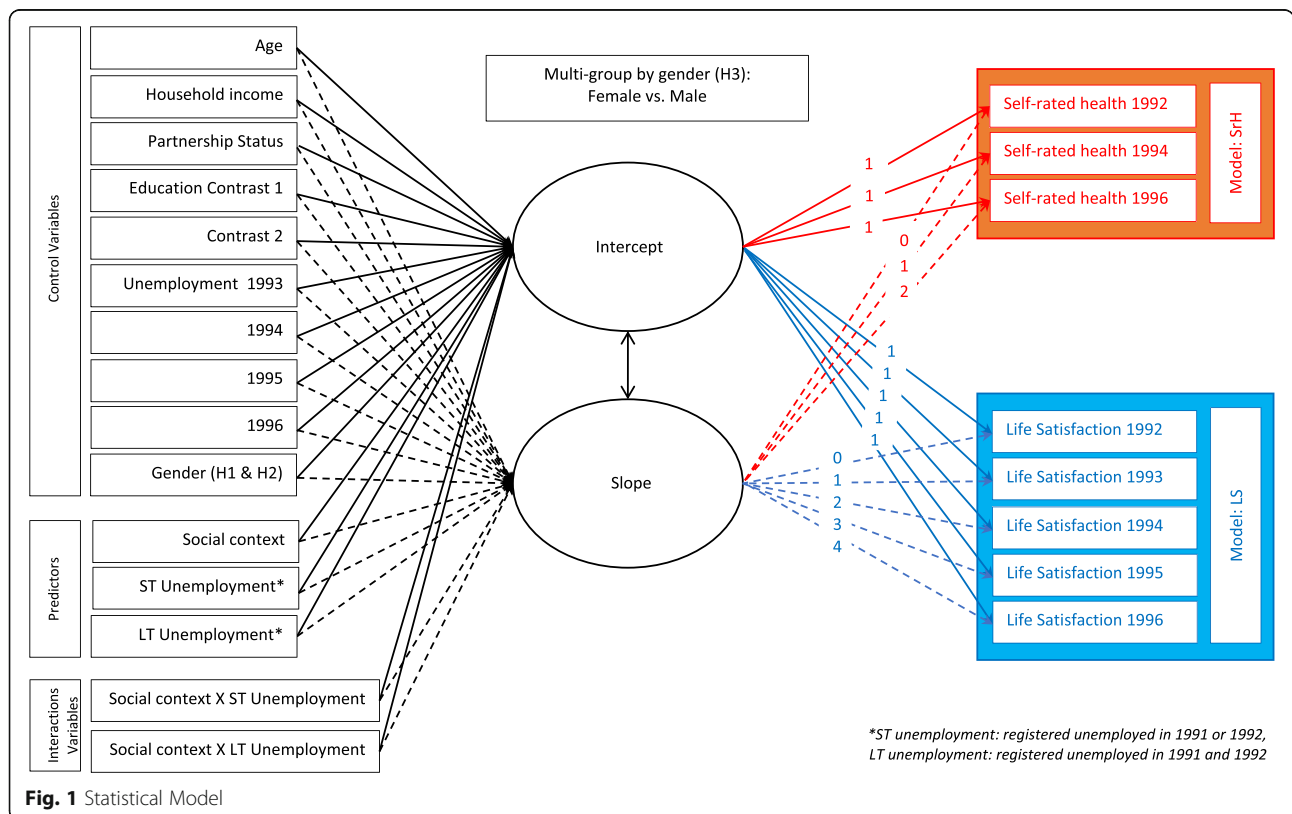 Control Variables
Age
Household income
Partnership Status
Education Contrast 1
Contrast 2
Unemployment 1993
1994
1995
1996
Gender (H1 & H2)
Predictors
Social context
ST Unemployment*
LT Unemployment*
Interactions
Variables
Social context X ST Unemployment
Social context X LT Unemployment
Multi-group by gender (H3):
Female vs. Male
Intercept
Slope
1
1
1
0
1
2
1
1
1
1
1
0
1
2
3
4
Self-rated health 1992
Self-rated health 1994
Self-rated health 1996
Model: SrH
Life Satisfaction 1992
Life Satisfaction 1993
Life Satisfaction 1994
Life Satisfaction 1995
Life Satisfaction 1996
Model: LS
*ST unemployment: registered unemployed in 1991 or 1992,
LT unemployment: registered unemployed in 1991 and 1992
Fig. 1 Statistical Model